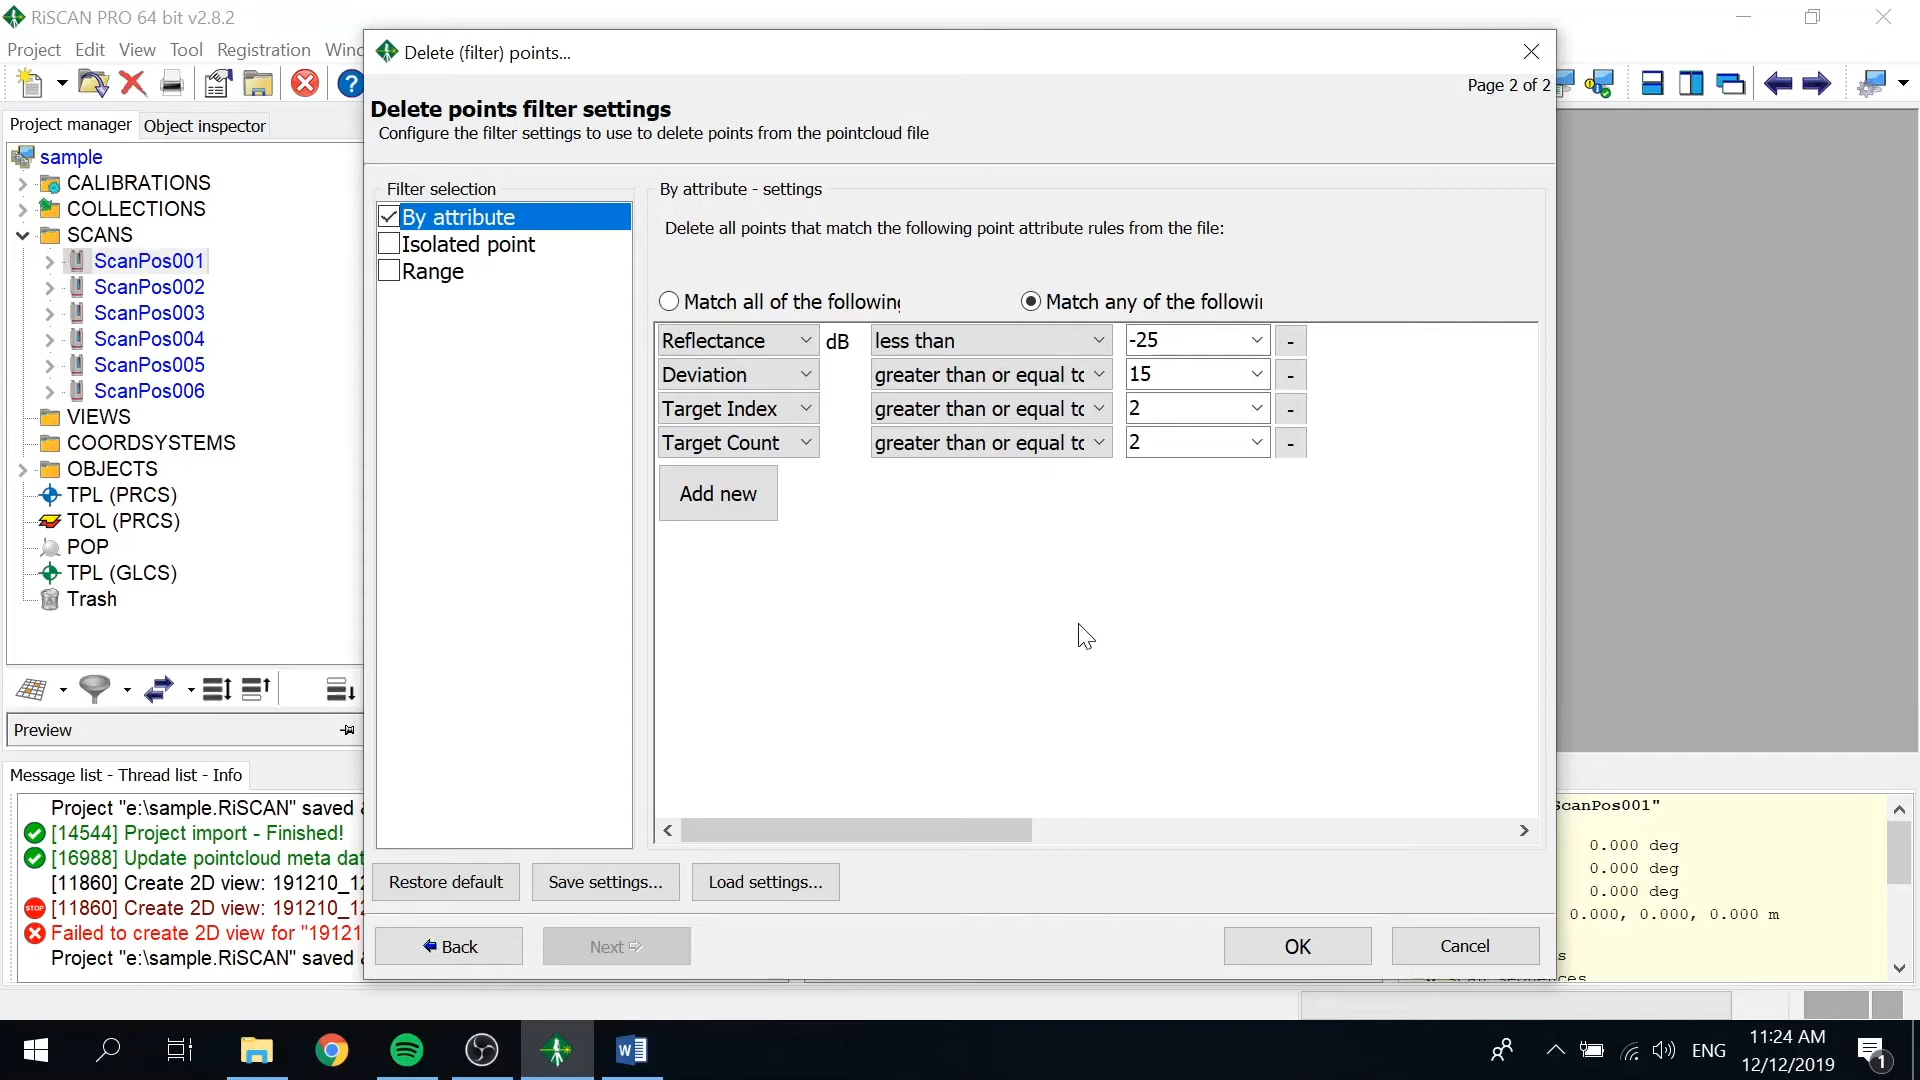 RiSCAN PRO 64 bit v2.8.2
Project Edit View Tool Registration Wind
Delete (filter) points...
Page 2 of 2
Delete points filter settings
Configure the filter settings to use to delete points from the pointcloud file
Project manager
Object inspector
sample
CALIBRATIONS
COLLECTIONS
SCANS
ScanPos001
ScanPos002
ScanPos003
ScanPos004
ScanPos005
ScanPos006
VIEWS
COORDSYSTEMS
OBJECTS
TPL (PRCS)
TOL (PRCS)
POP
TPL (GLCS)
Trash
Filter selection
By attribute
Isolated point
Range
By attribute - settings
Delete all points that match the following point attribute rules from the file:
Match all of the following
Match any of the followin
Reflectance dB less than -25 -
Deviation greater than or equal to 15 -
Target Index greater than or equal to 2 -
Target Count greater than or equal to 2 -
Add new
Restore default
Save settings...
Load settings...
Back
Next
OK
Cancel
Preview
Message list - Thread list - Info
Project "e:\sample.RiSCAN" saved
[14544] Project import - Finished!
[16988] Update pointcloud meta dat
[11860] Create 2D view: 191210_12
STOP
[11860] Create 2D view: 191210_12
Failed to create 2D view for "19121
Project "e:\sample.RiSCAN" saved
ScanPos001"
0.000 deg
0.000 deg
0.000 deg
0.000, 0.000, 0.000 m
s
ENG
11:24 AM
12/12/2019
1